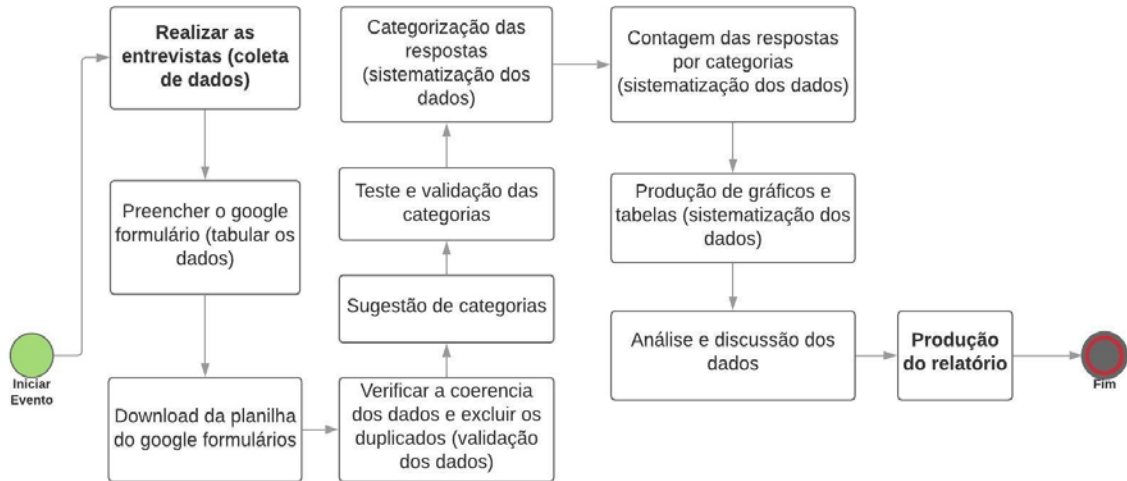 Realizar as
entrevistas (coleta
de dados)
Preencher o google
formulário (tabular os
dados)
Iniciar
Evento
Download da planilha
do google formulários
Categorização das
respostas
(sistematização dos
dados)
Teste e validação das
categorias
Sugestão de categorias
Verificar a coerencia
dos dados e excluir os
duplicados (validação
dos dados)
Contagem das respostas
por categorias
(sistematização dos dados)
Produção de gráficos e
tabelas (sistematização dos
dados)
Análise e discussão dos
dados
Produção
do relatório
Fim